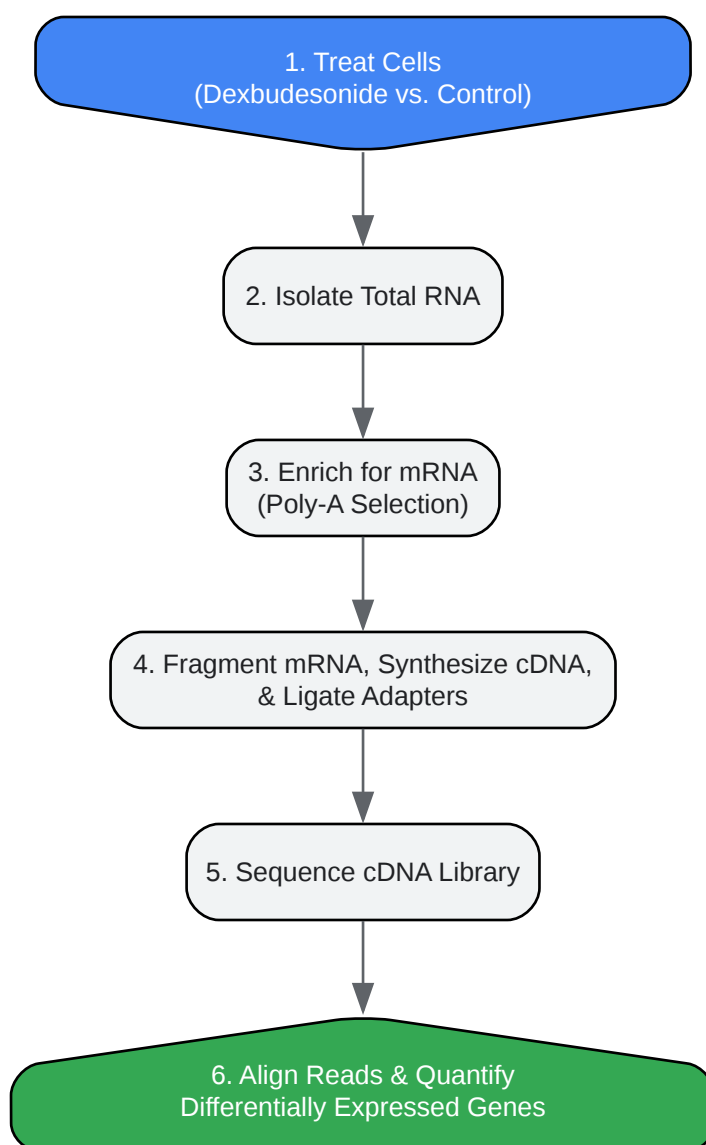 1. Treat Cells
(Dexbudesonide vs. Control)
2. Isolate Total RNA
3. Enrich for mRNA
(Poly-A Selection)
4. Fragment mRNA, Synthesize cDNA,
& Ligate Adapters
5. Sequence cDNA Library
6. Align Reads & Quantify
Differentially Expressed Genes